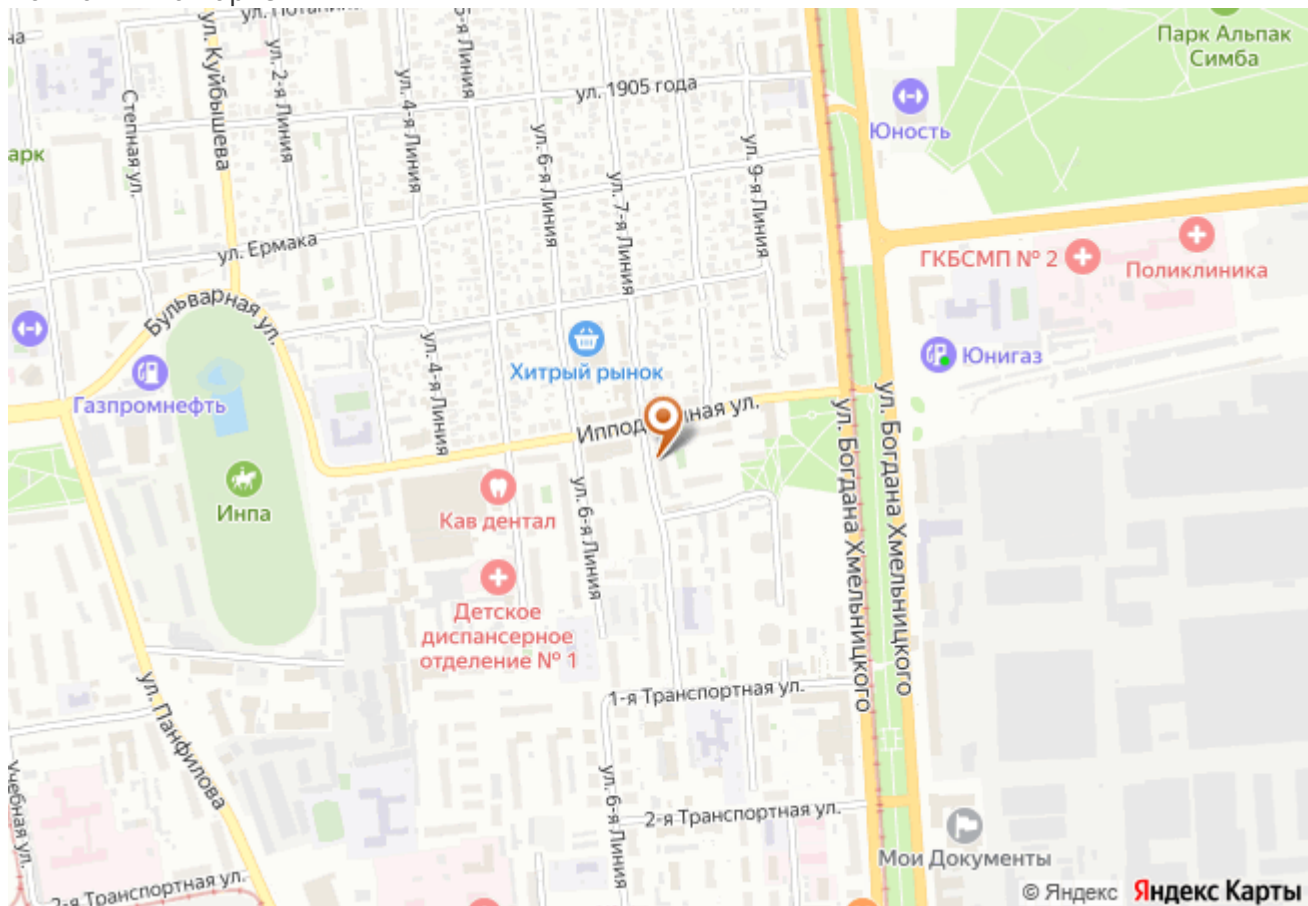 ул. Потанина
Парк Альпак
Симба
ул. Куйбышева
ул. 2-я Линия
Степная ул.
ул. 4-я Линия
5-я Линия
ул. 1905 года
ул. 6-я Линия
ул. 7-я Линия
ул. 9-я Линия
Юность
арк
ул. Ермака
ГКБСМП № 2
Поликлиника
Бульварная ул.
Газпромнефть
ул. 4-я Линия
Хитрый рынок
Юнигаз
ул. Богдана Хмельницкого
ул. Богдана Хмельницкого
Инпа
Кав дентал
ул. 6-я Линия
Детское
диспансерное
отделение № 1
1-я Транспортная ул.
ул. Панфилова
Учебная ул.
ул. 6-я Линия
2-я Транспортная ул.
Мои Документы
2-я Транспортная ул.
© Яндекс Яндекс Карты